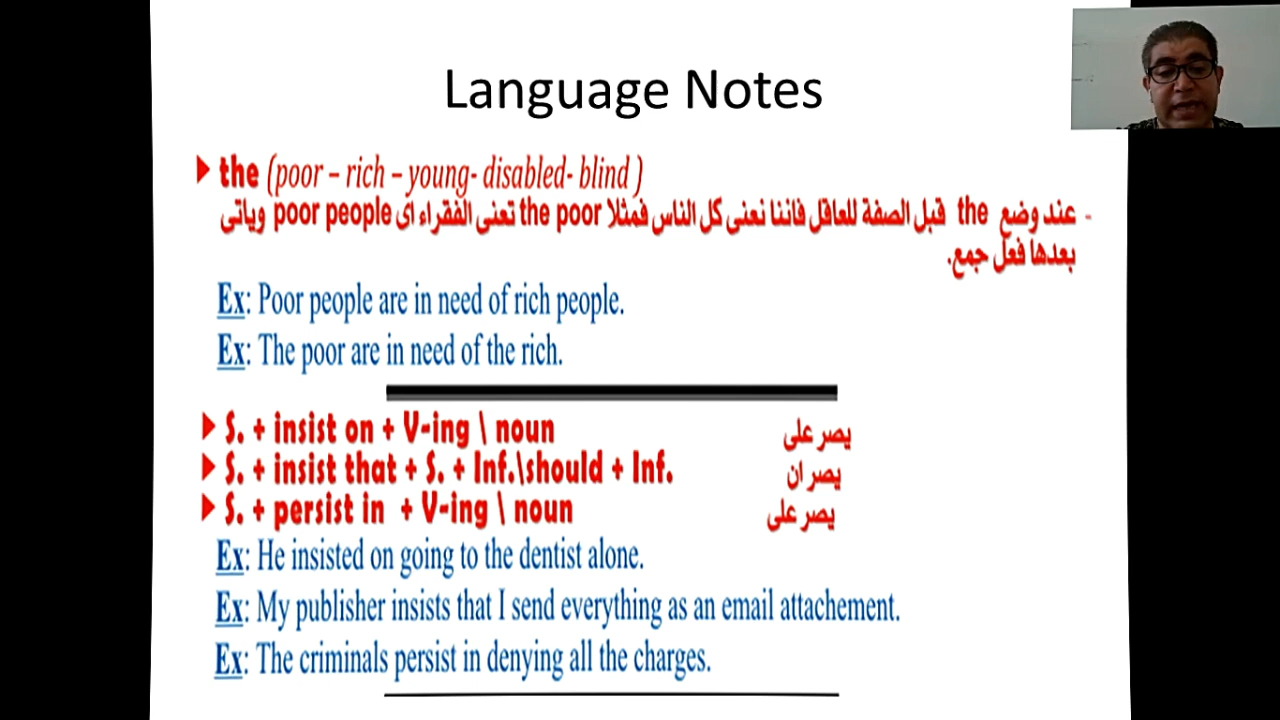 Language Notes
the (poor – rich – young- disabled- blind )
- عند وضع the قبل الصفة للعاقل فاننا نعنى كل الناس فمثلا the poor تعنى الفقراء اى poor people وياتى
بعدها فعل جمع.
Ex: Poor people are in need of rich people.
Ex: The poor are in need of the rich.
S. + insist on + V-ing \ noun يصر على
S. + insist that + S. + Inf.\should + Inf. يصر ان
S. + persist in + V-ing \ noun يصر على
Ex: He insisted on going to the dentist alone.
Ex: My publisher insists that I send everything as an email attachement.
Ex: The criminals persist in denying all the charges.